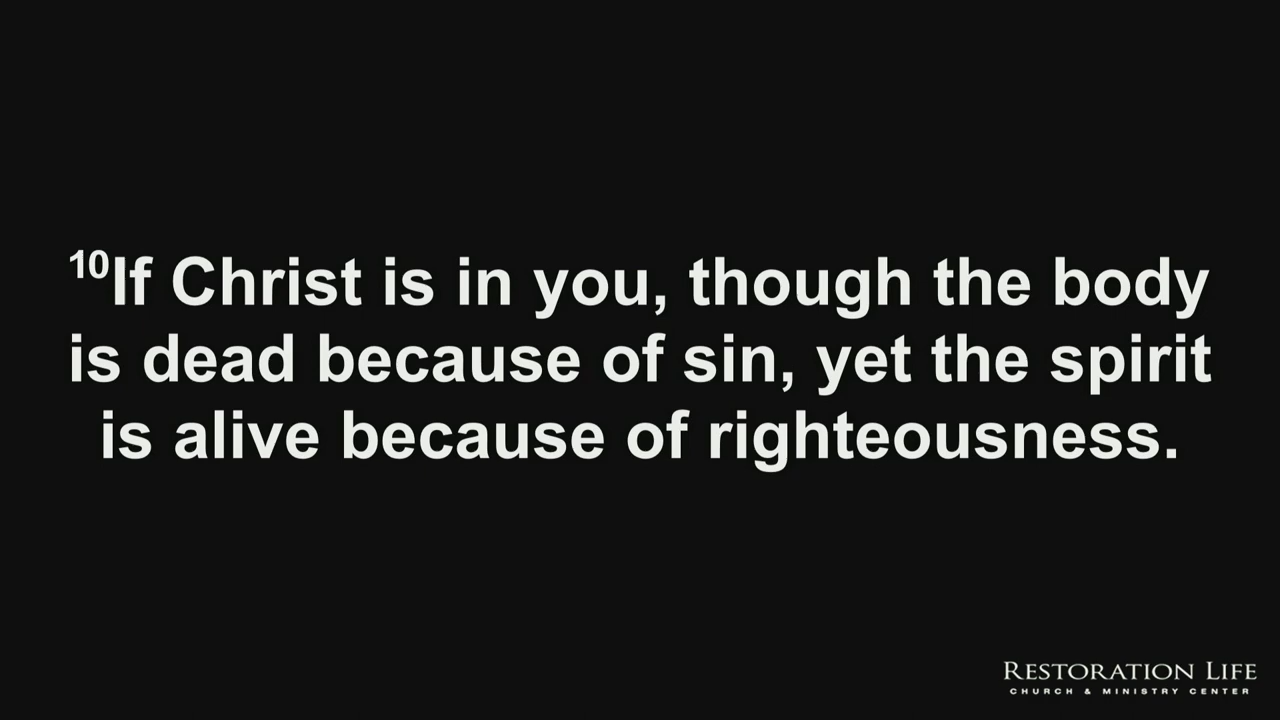 10If Christ is in you, though the body
is dead because of sin, yet the spirit
is alive because of righteousness.
RESTORATION LIFE
CHURCH & MINISTRY CENTER